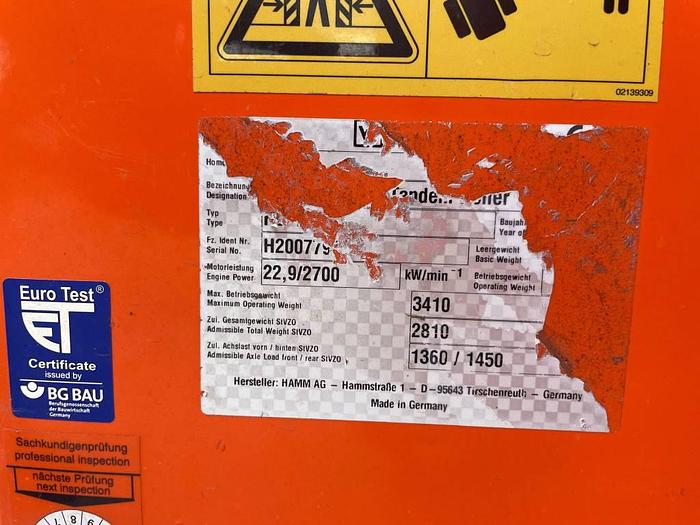 02139309
Bezeichnung
Designation
Typ
Type
Year of
Fz. Ident Nr.
Serial No.
H200779
Leergewicht
Basic Weight
Motorleistung
Engine Power
22,9/2700
kW/min⁻¹
Betriebsgewicht
Operating Weight
Max. Betriebsgewicht
Maximum Operating Weight
3410
Zul. Gesamtgewicht StVZO
Admissible Total Weight StVZO
2810
Zul. Achslast vorn / hinten StVZO
Admissible Axle Load front / rear StVZO
1360 / 1450
Hersteller: HAMM AG – Hammstraße 1 – D – 95643 Tirschenreuth – Germany
Made in Germany
Euro Test®
ET
Certificate
issued by
BG BAU
Berufsgenossenschaft
der Bauwirtschaft
Germany
Sachkundigenprüfung
professional inspection
nächste Prüfung
next inspection
7 8 9